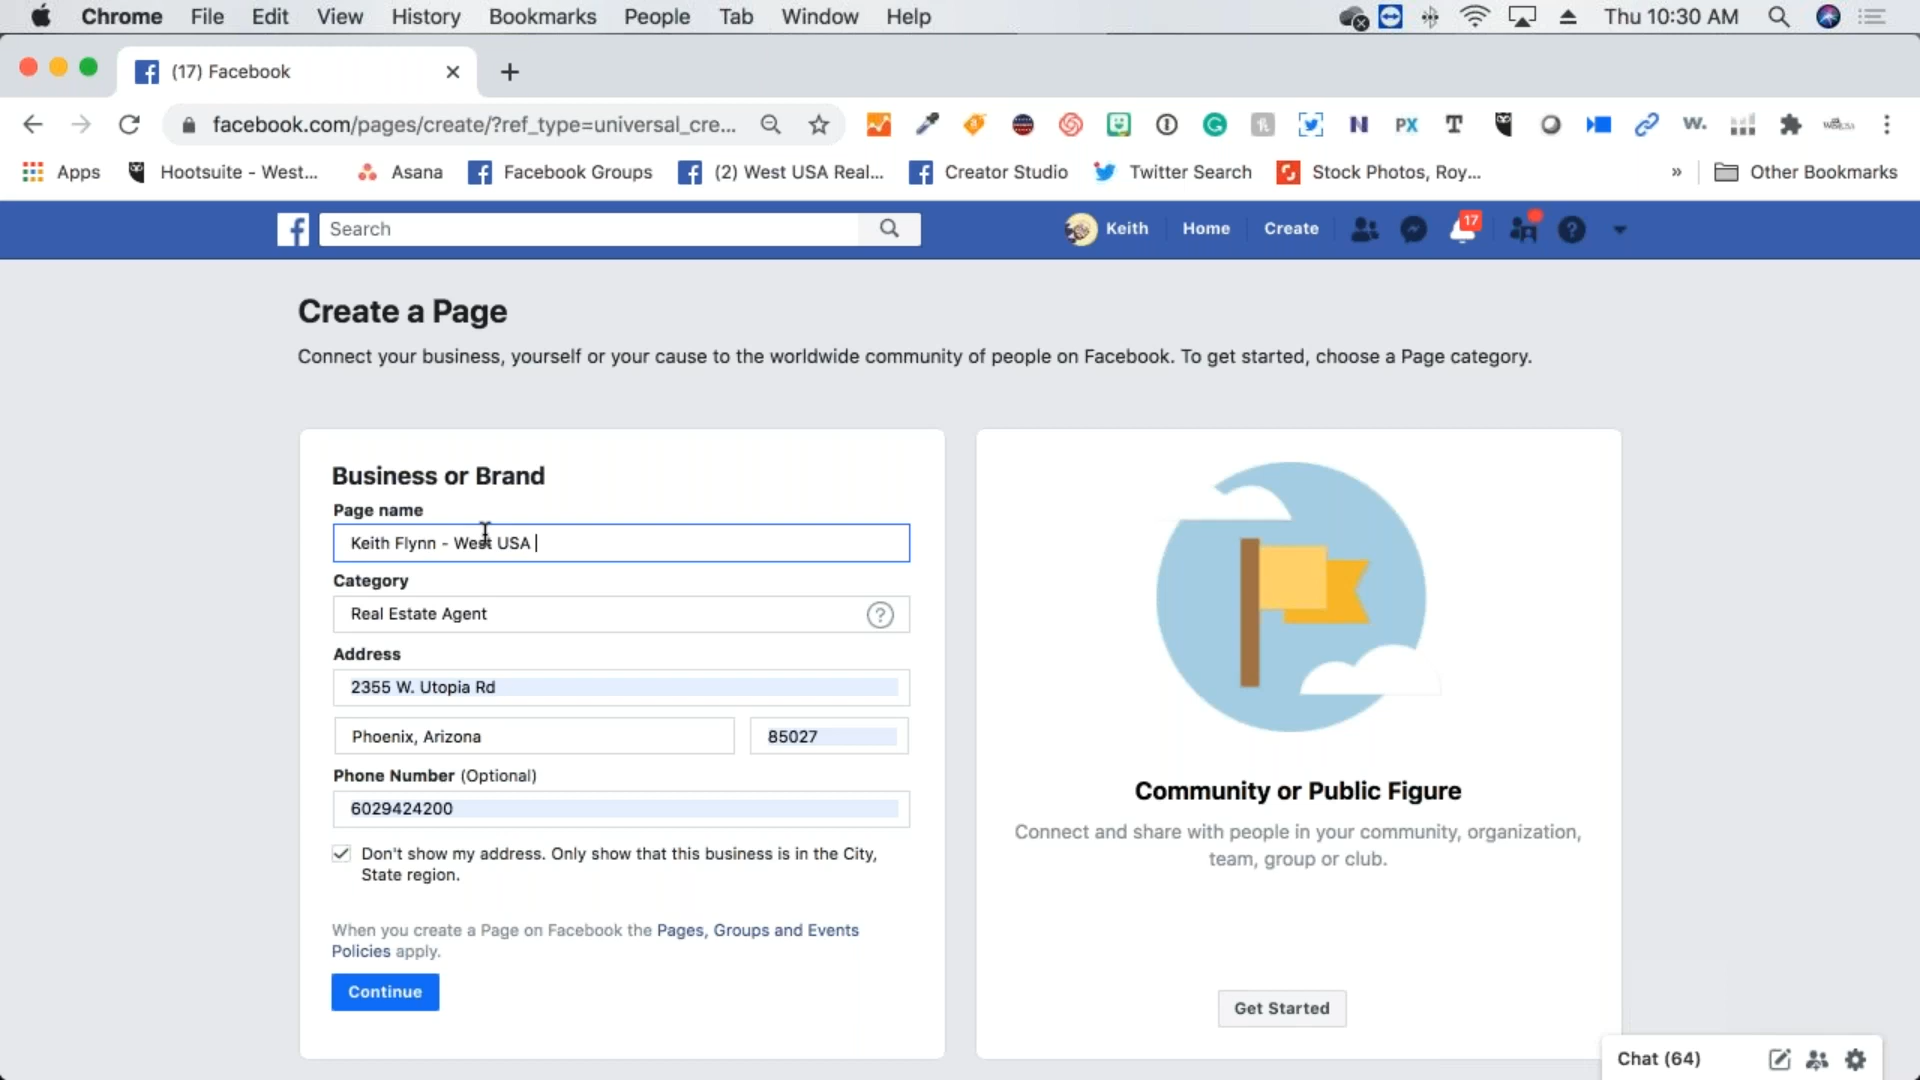 Chrome File Edit View History Bookmarks People Tab Window Help Thu 10:30 AM
(17) Facebook
facebook.com/pages/create/?ref_type=universal_cre...
Apps Hootsuite - West... Asana Facebook Groups (2) West USA Real... Creator Studio Twitter Search Stock Photos, Roy... » Other Bookmarks
Search Keith Home Create 17
Create a Page
Connect your business, yourself or your cause to the worldwide community of people on Facebook. To get started, choose a Page category.
Business or Brand
Page name
Keith Flynn - West USA
Category
Real Estate Agent
Address
2355 W. Utopia Rd
Phoenix, Arizona 85027
Phone Number (Optional)
6029424200
Don't show my address. Only show that this business is in the City,
State region.
When you create a Page on Facebook the Pages, Groups and Events
Policies apply.
Continue
Community or Public Figure
Connect and share with people in your community, organization,
team, group or club.
Get Started
Chat (64)